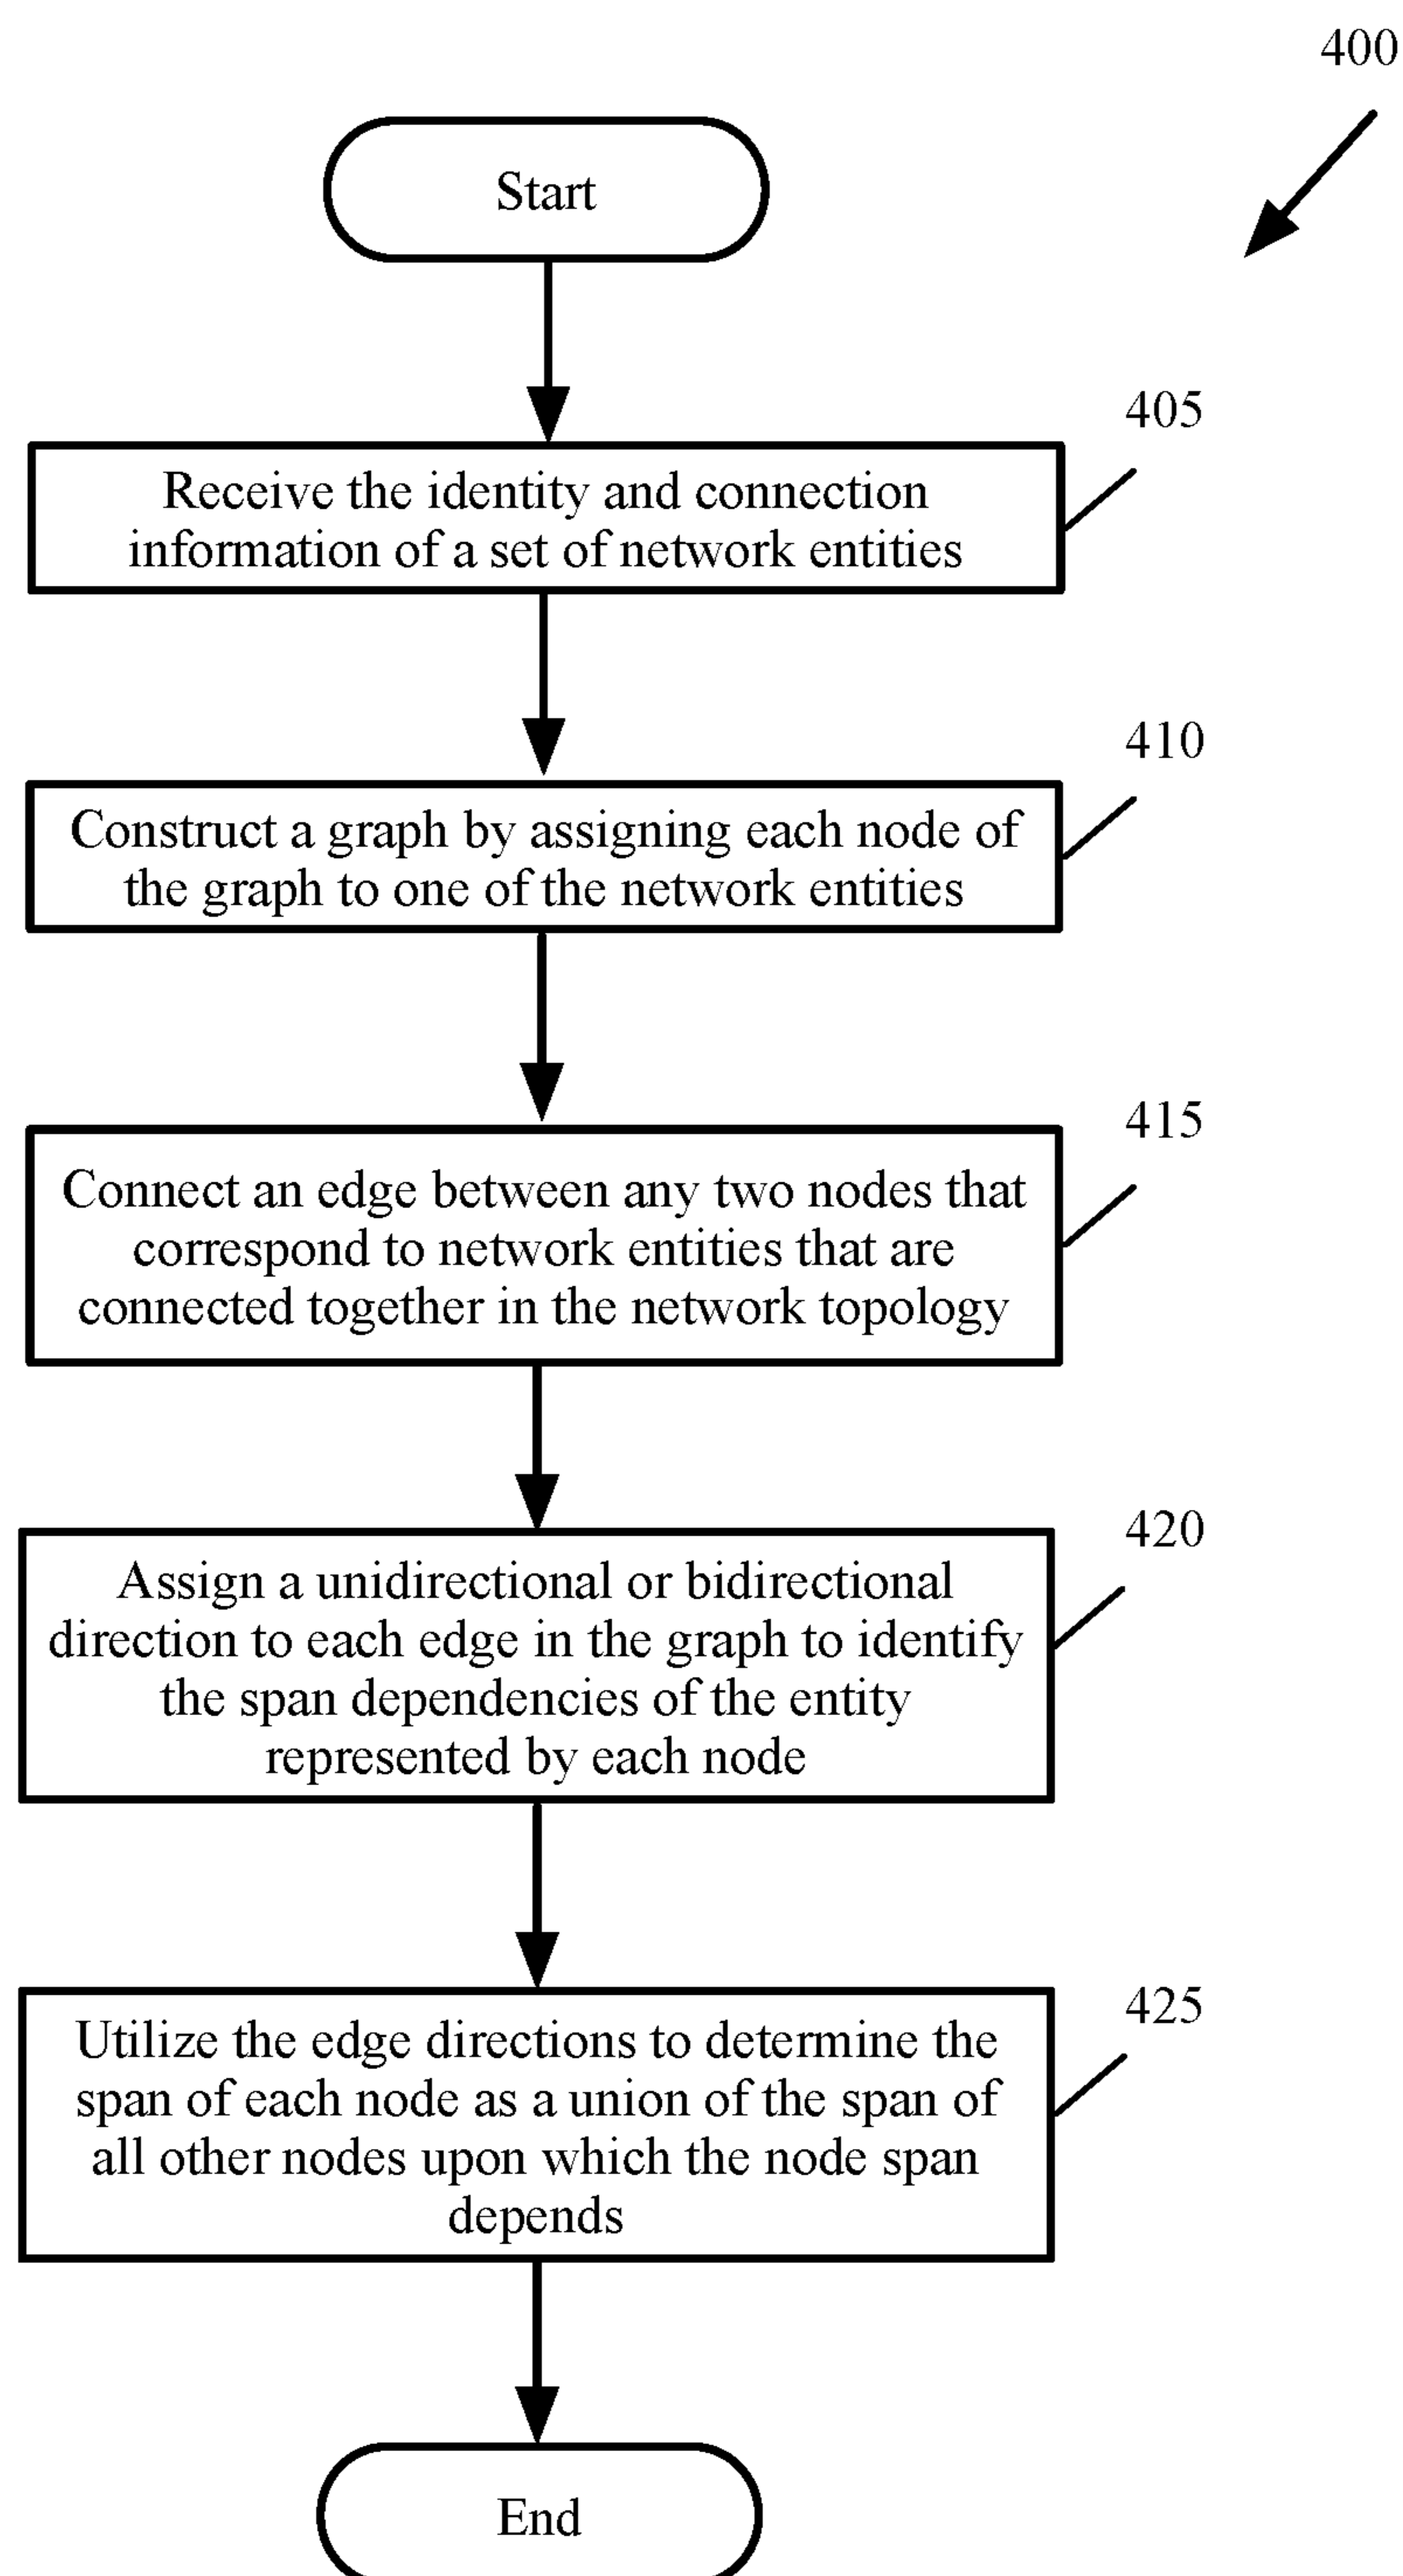 400
Start
405
Receive the identity and connection
information of a set of network entities
410
Construct a graph by assigning each node of
the graph to one of the network entities
415
Connect an edge between any two nodes that
correspond to network entities that are
connected together in the network topology
420
Assign a unidirectional or bidirectional
direction to each edge in the graph to identify
the span dependencies of the entity
represented by each node
425
Utilize the edge directions to determine the
span of each node as a union of the span of
all other nodes upon which the node span
depends
End